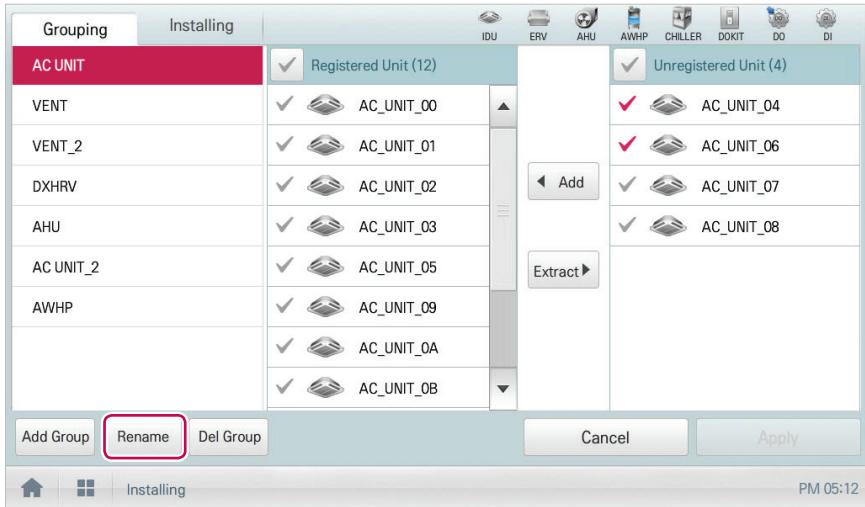 Grouping
Installing
IDU
ERV
AHU
AWHP
CHILLER
DOKIT
DO
DI
AC UNIT
VENT
VENT_2
DXHRV
AHU
AC UNIT_2
AWHP
Registered Unit (12)
AC_UNIT_00
AC_UNIT_01
AC_UNIT_02
AC_UNIT_03
AC_UNIT_05
AC_UNIT_09
AC_UNIT_0A
AC_UNIT_0B
Add
Extract
Unregistered Unit (4)
AC_UNIT_04
AC_UNIT_06
AC_UNIT_07
AC_UNIT_08
Add Group
Rename
Del Group
Cancel
Apply
Installing
PM 05:12